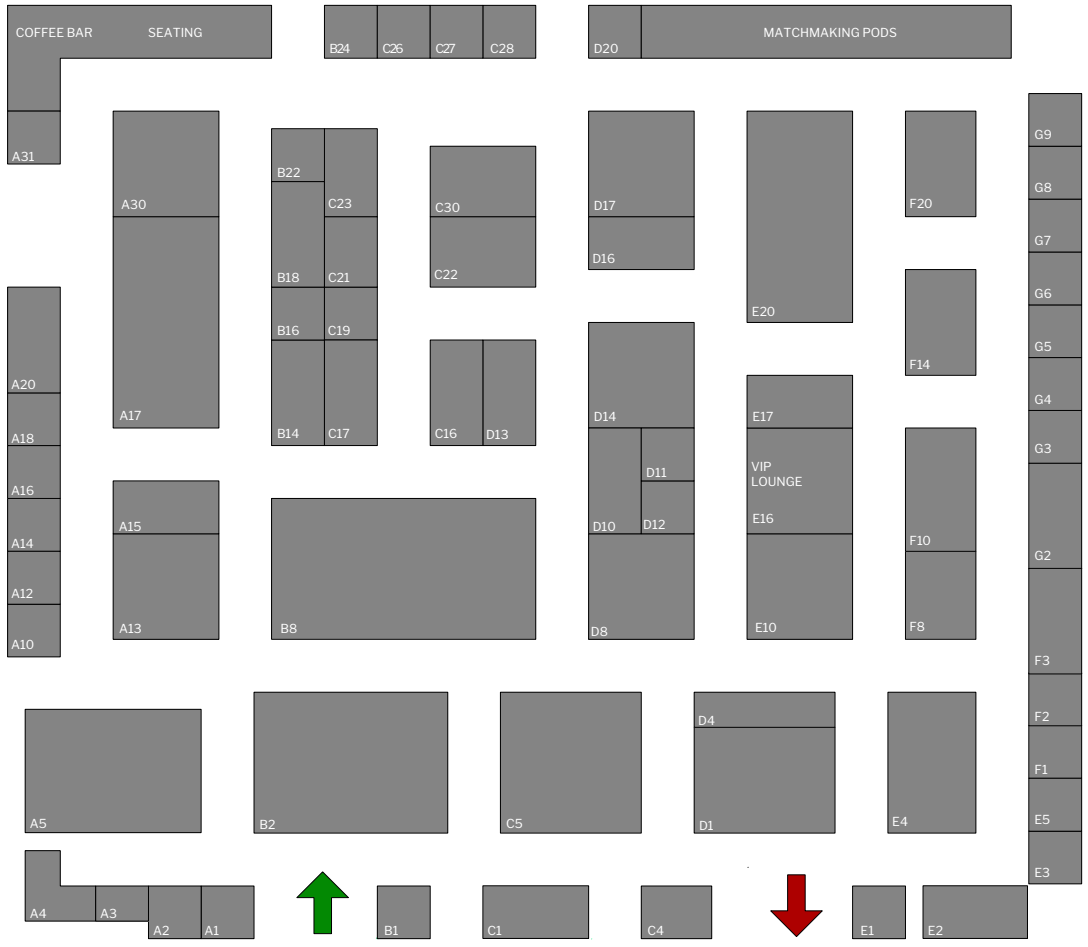 COFFEE BAR SEATING
MATCHMAKING PODS
B24 C26 C27 C28 D20
G9
A31
B22
G8
A30 C23 C30 D17 F20
G7
D16
B18 C21 C22
G6
E20
B16 C19
G5
F14
A20
G4
A17 D14 E17
A18 B14 C17 C16 D13
G3
VIP
LOUNGE
D11
A16
A15 D10 D12 E16
A14 F10
G2
A12
A13 B8 D8 E10 F8
A10
F3
D4 F2
F1
A5 B2 C5 D1 E4
E5
E3
A4 A3 A2 A1 B1 C1 C4 E1 E2